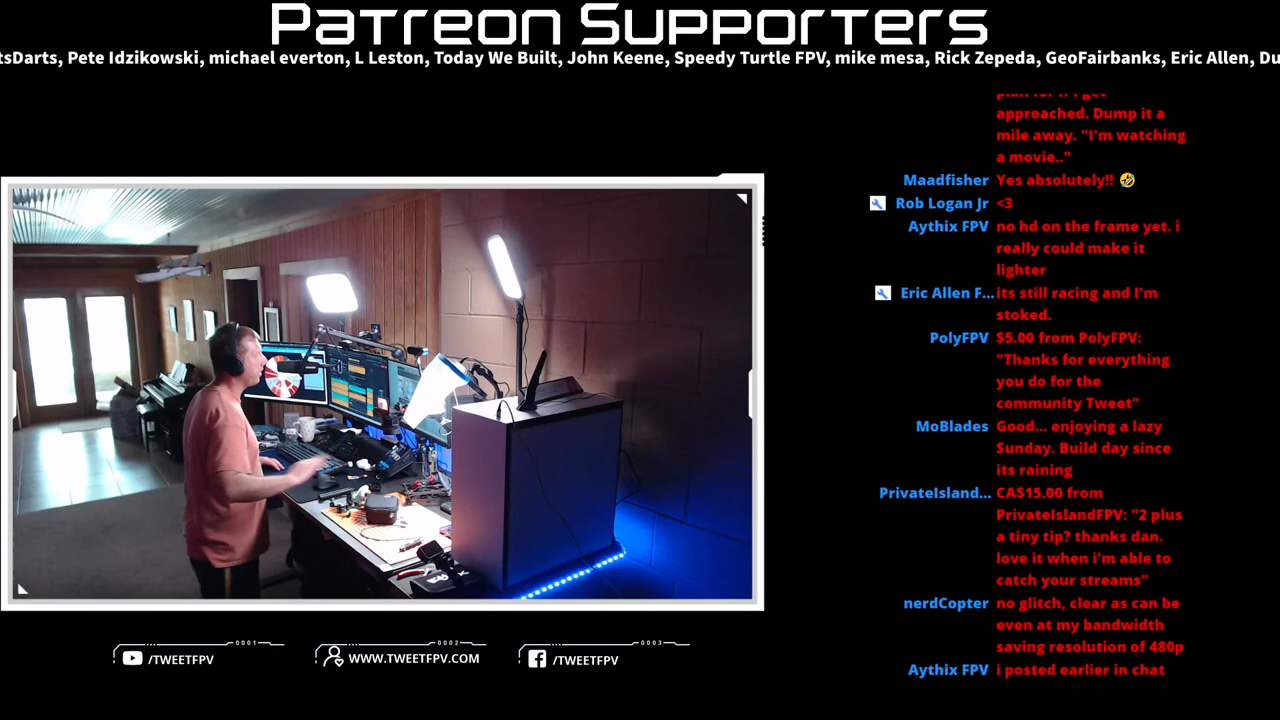 Patreon Supporters
tsDarts, Pete Idzikowski, michael everton, L Leston, Today We Built, John Keene, Speedy Turtle FPV, mike mesa, Rick Zepeda, GeoFairbanks, Eric Allen, Du
approached. Dump it a
mile away. "I'm watching
a movie.."
Maadfisher Yes absolutely!! 🤣
Rob Logan Jr <3
Aythix FPV no hd on the frame yet. i
really could make it
lighter
Eric Allen F... its still racing and I'm
stoked.
PolyFPV $5.00 from PolyFPV:
"Thanks for everything
you do for the
community Tweet"
MoBlades Good... enjoying a lazy
Sunday. Build day since
its raining
PrivateIsland... CA$15.00 from
PrivateIslandFPV: "2 plus
a tiny tip? thanks dan.
love it when i'm able to
catch your streams"
nerdCopter no glitch, clear as can be
even at my bandwidth
saving resolution of 480p
Aythix FPV i posted earlier in chat
0001
/TWEETFPV
0002
WWW.TWEETFPV.COM
0003
/TWEETFPV